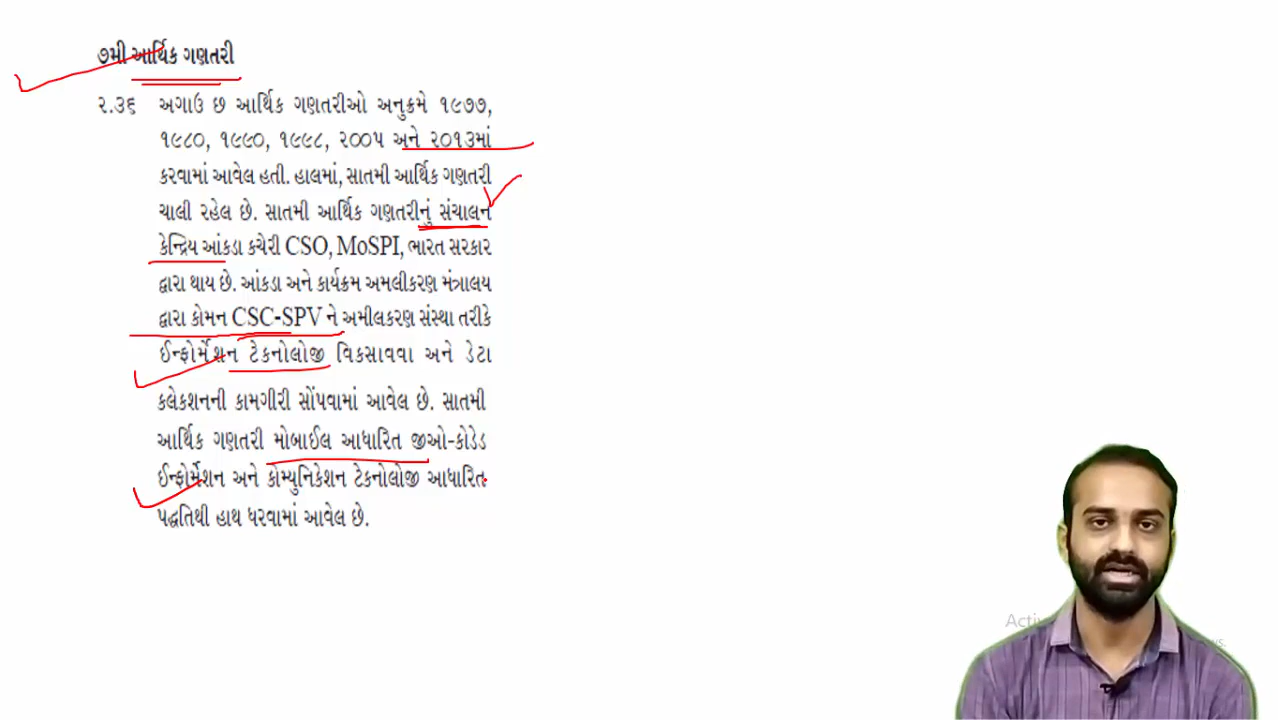 ૭મી આર્થિક ગણતરી
૨.૩૬ અગાઉ છ આર્થિક ગણતરીઓ અનુક્રમે ૧૯૭૭,
૧૯૮૦, ૧૯૯૦, ૧૯૯૮, ૨૦૦૫ અને ૨૦૧૩માં
કરવામાં આવેલ હતી. હાલમાં, સાતમી આર્થિક ગણતરી
ચાલી રહેલ છે. સાતમી આર્થિક ગણતરીનું સંચાલન
કેન્દ્રિય આંકડા કચેરી CSO, MoSPI, ભારત સરકાર
દ્વારા થાય છે. આંકડા અને કાર્યક્રમ અમલીકરણ મંત્રાલય
દ્વારા કોમન CSC-SPV ને અમીલકરણ સંસ્થા તરીકે
ઈન્ફોર્મેશન ટેકનોલોજી વિકસાવવા અને ડેટા
કલેકશનની કામગીરી સોંપવામાં આવેલ છે. સાતમી
આર્થિક ગણતરી મોબાઈલ આધારિત જીઓ-કોડેડ
ઈન્ફોર્મેશન અને કોમ્યુનિકેશન ટેકનોલોજી આધારિત
પદ્ધતિથી હાથ ધરવામાં આવેલ છે.